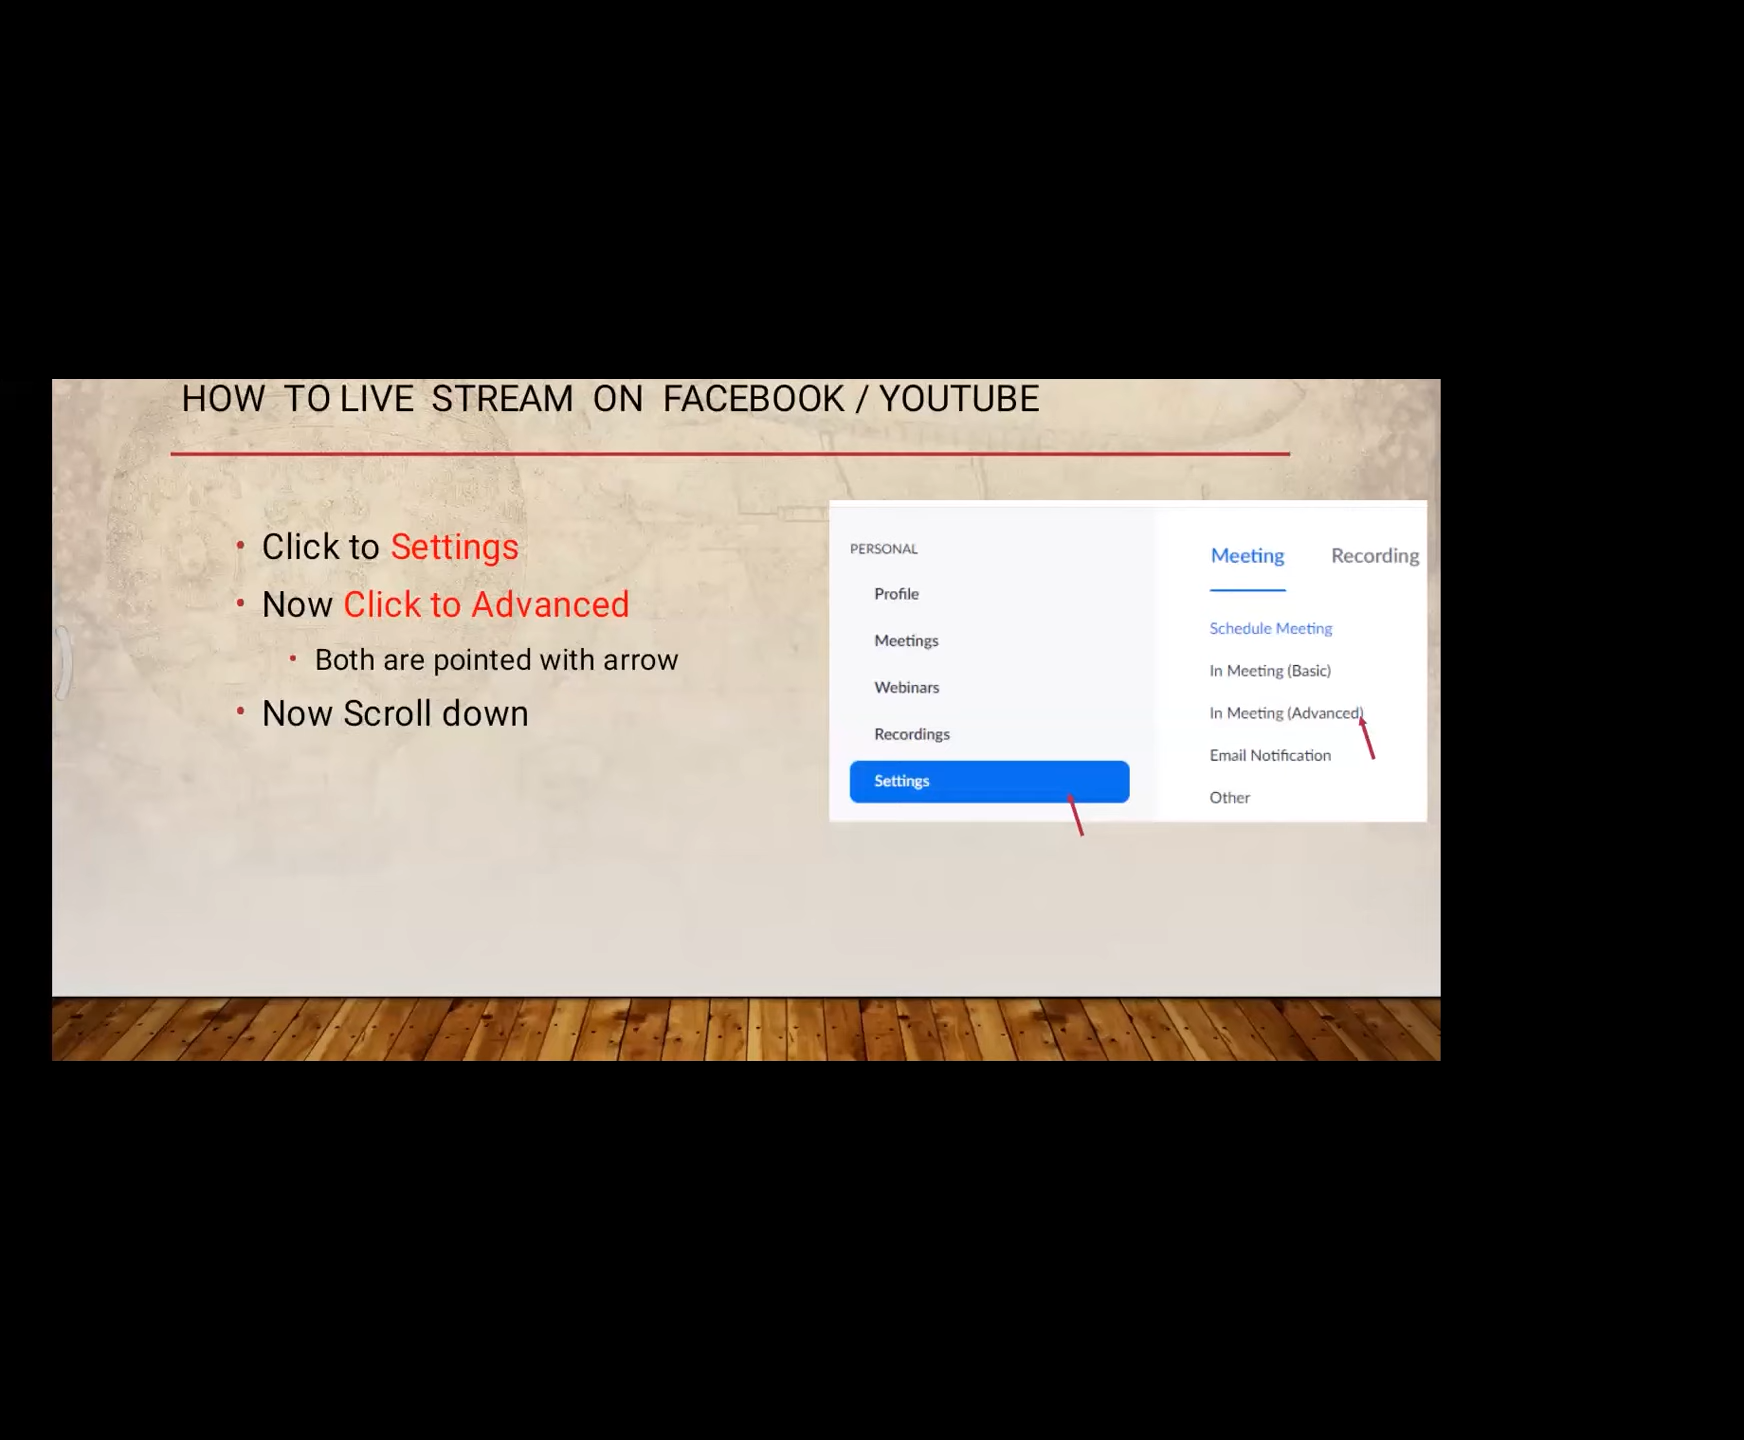 HOW TO LIVE STREAM ON FACEBOOK / YOUTUBE
• Click to Settings
• Now Click to Advanced
• Both are pointed with arrow
• Now Scroll down
PERSONAL
Profile
Meetings
Webinars
Recordings
Settings
Meeting Recording
Schedule Meeting
In Meeting (Basic)
In Meeting (Advanced)
Email Notification
Other